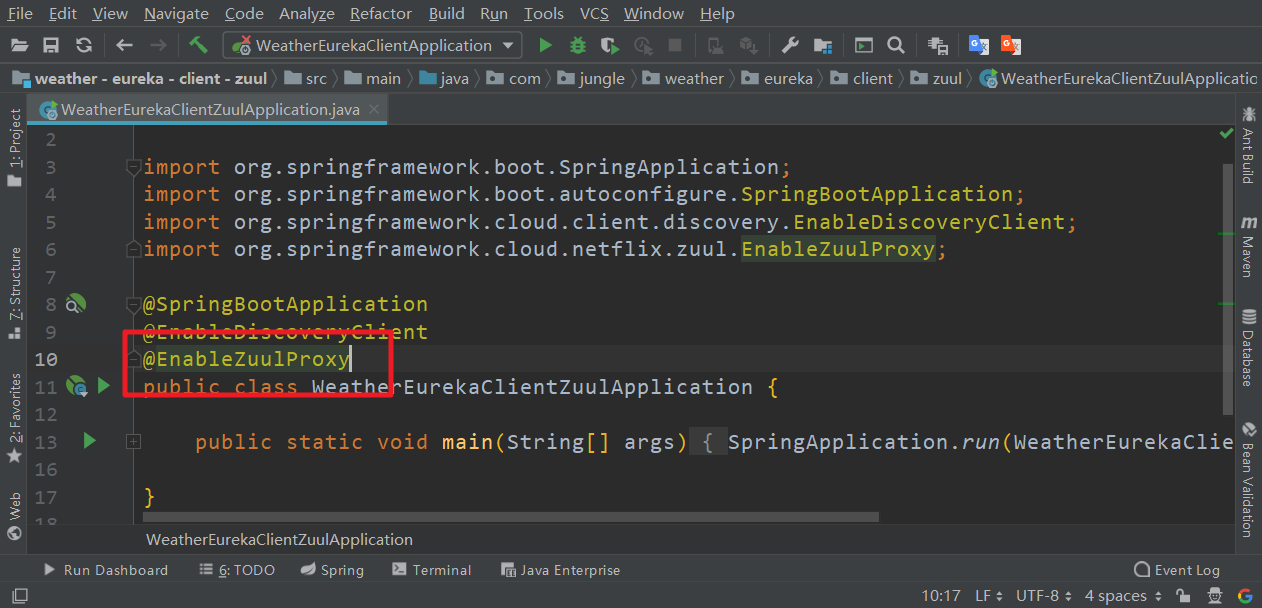 File Edit View Navigate Code Analyze Refactor Build Run Tools VCS Window Help
WeatherEurekaClientApplication
weather - eureka - client - zuul src main java com jungle weather eureka client zuul WeatherEurekaClientZuulApplicatio
WeatherEurekaClientZuulApplication.java
2
3 import org.springframework.boot.SpringApplication;
4 import org.springframework.boot.autoconfigure.SpringBootApplication;
5 import org.springframework.cloud.client.discovery.EnableDiscoveryClient;
6 import org.springframework.cloud.netflix.zuul.EnableZuulProxy;
7
8 @SpringBootApplication
9 @EnableDiscoveryClient
10 @EnableZuulProxy
11 public class WeatherEurekaClientZuulApplication {
12
13 public static void main(String[] args) { SpringApplication.run(WeatherEurekaClie
16
17 }
18
WeatherEurekaClientZuulApplication
1: Project
7: Structure
2: Favorites
Web
Ant Build
m Maven
Database
Bean Validation
Run Dashboard 6: TODO Spring Terminal Java Enterprise Event Log
10:17 LF UTF-8 4 spaces